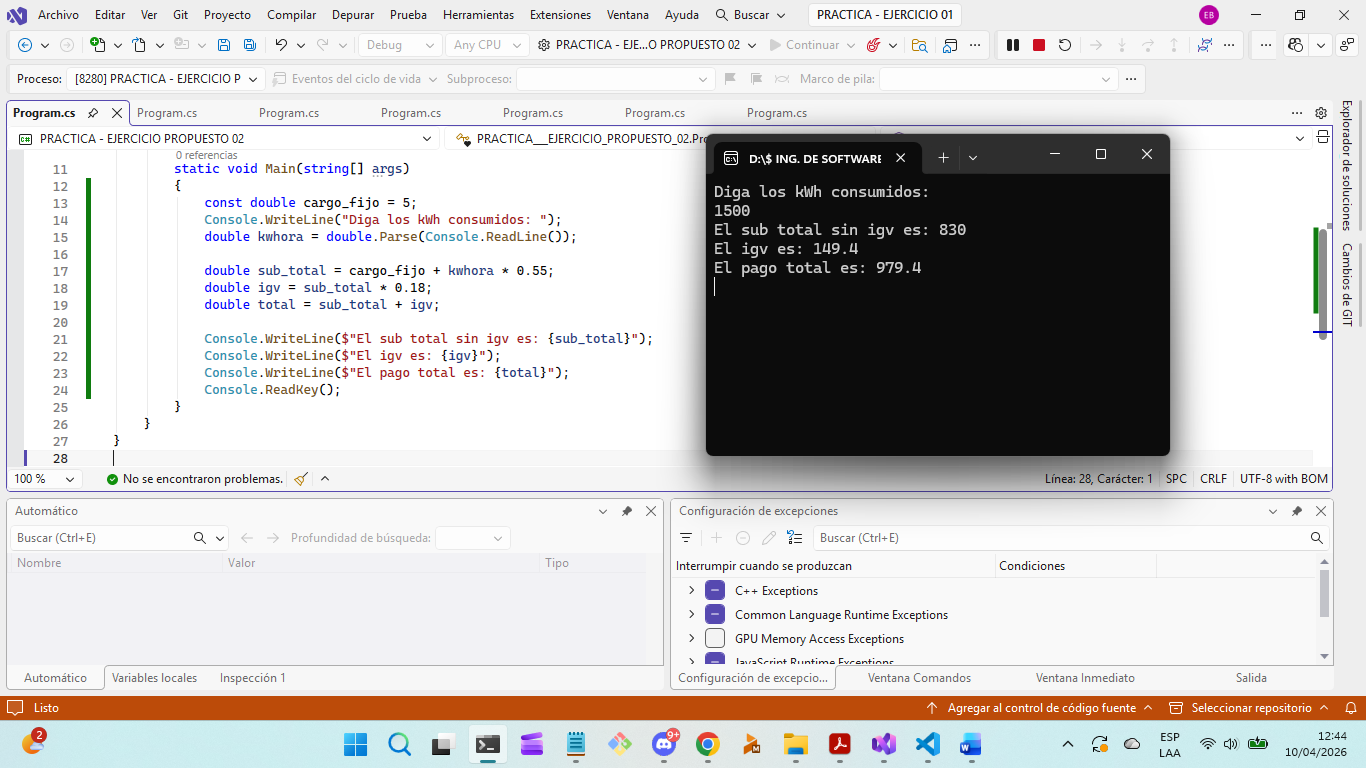 Archivo Editar Ver Git Proyecto Compilar Depurar Prueba Herramientas Extensiones Ventana Ayuda Buscar PRACTICA - EJERCICIO 01 EB
Debug Any CPU PRACTICA - EJE...O PROPUESTO 02 Continuar
Proceso: [8280] PRACTICA - EJERCICIO P Eventos del ciclo de vida Subproceso: Marco de pila:
Program.cs Program.cs Program.cs Program.cs Program.cs Program.cs Program.cs
PRACTICA - EJERCICIO PROPUESTO 02 PRACTICA___EJERCICIO_PROPUESTO_02.Pro
0 referencias
11 static void Main(string[] args)
12 {
13 const double cargo_fijo = 5;
14 Console.WriteLine("Diga los kWh consumidos: ");
15 double kwhora = double.Parse(Console.ReadLine());
16
17 double sub_total = cargo_fijo + kwhora * 0.55;
18 double igv = sub_total * 0.18;
19 double total = sub_total + igv;
20
21 Console.WriteLine($"El sub total sin igv es: {sub_total}");
22 Console.WriteLine($"El igv es: {igv}");
23 Console.WriteLine($"El pago total es: {total}");
24 Console.ReadKey();
25 }
26 }
27 }
28
D:\$ ING. DE SOFTWARE
Diga los kWh consumidos:
1500
El sub total sin igv es: 830
El igv es: 149.4
El pago total es: 979.4
Explorador de soluciones
Cambios de GIT
100 % No se encontraron problemas. Línea: 28, Carácter: 1 SPC CRLF UTF-8 with BOM
Automático
Buscar (Ctrl+E) Profundidad de búsqueda:
Nombre Valor Tipo
Automático Variables locales Inspección 1
Configuración de excepciones
Buscar (Ctrl+E)
Interrumpir cuando se produzcan Condiciones
C++ Exceptions
Common Language Runtime Exceptions
GPU Memory Access Exceptions
JavaScript Runtime Exceptions
Configuración de excepcio... Ventana Comandos Ventana Inmediato Salida
Listo Agregar al control de código fuente Seleccionar repositorio
2 9+ ESP 12:44
LAA 10/04/2026